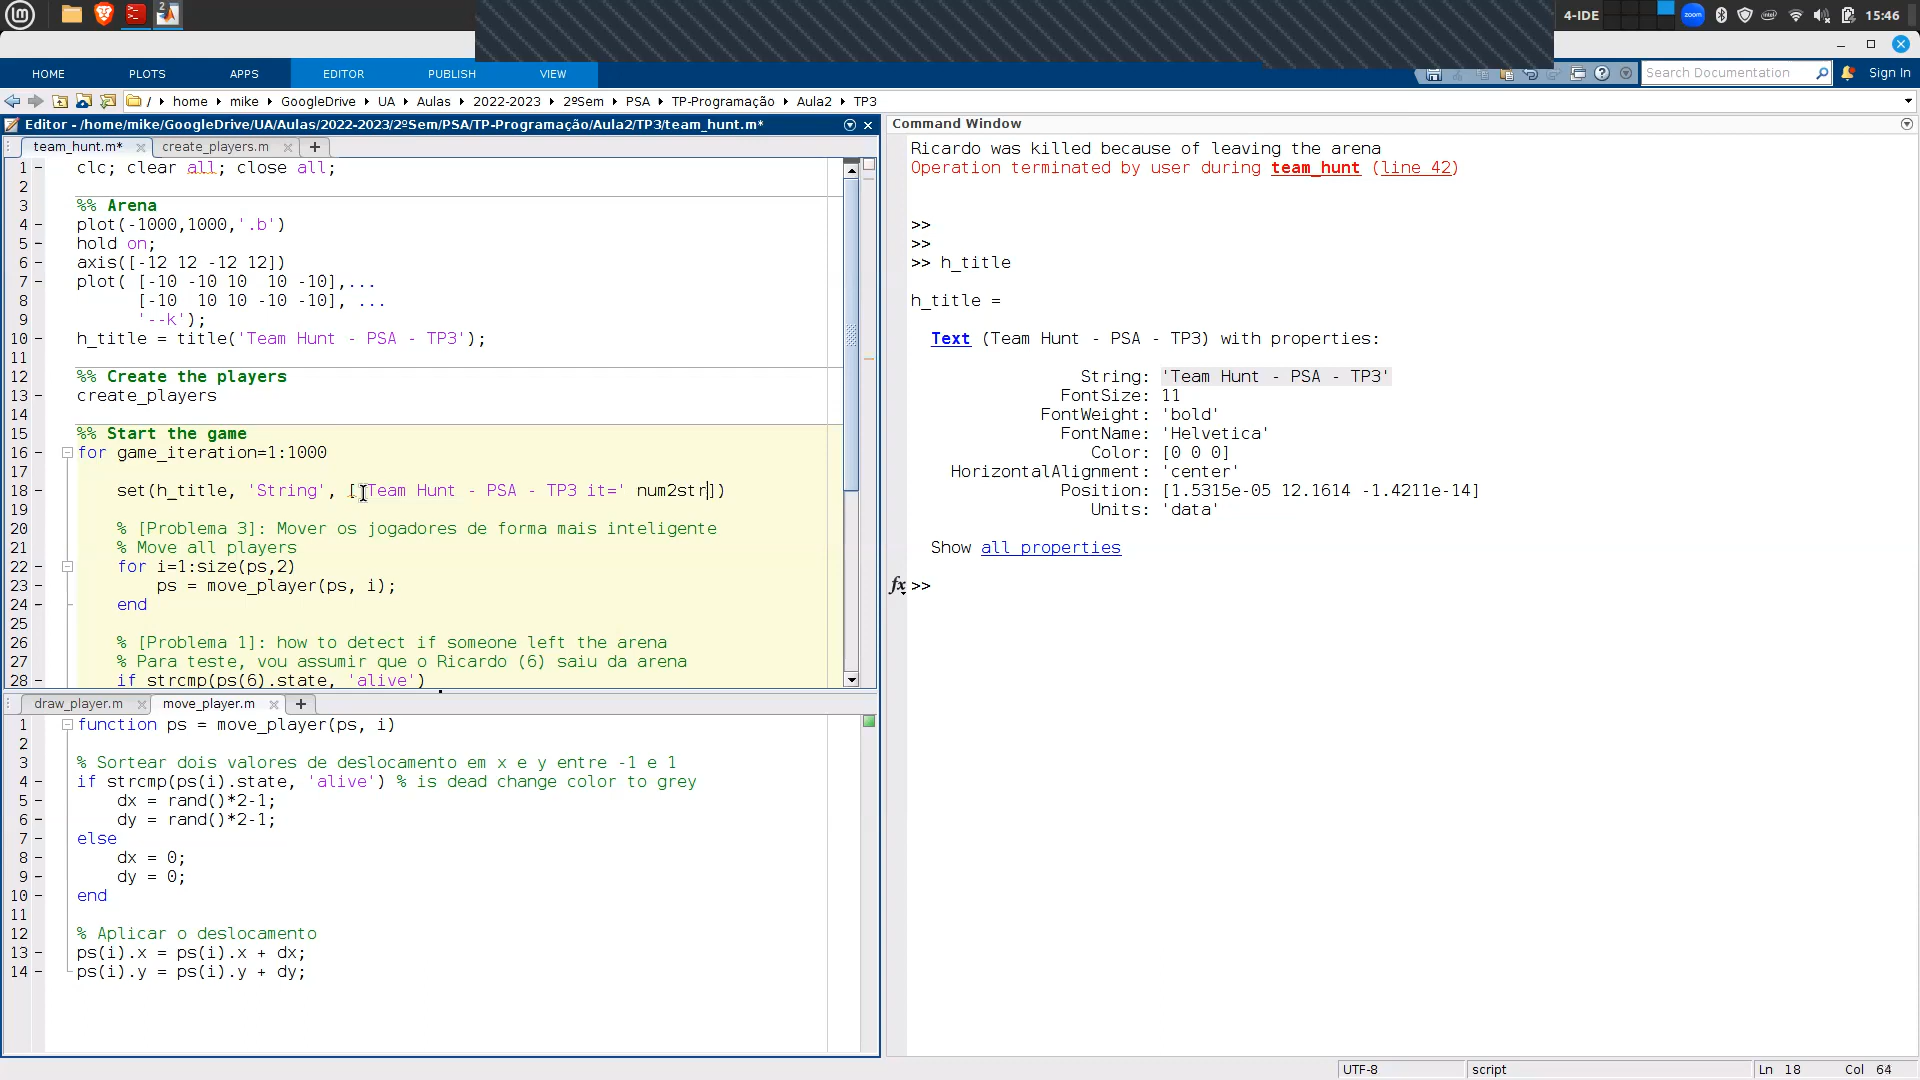 2
4-IDE
zoom
15:46
HOME
PLOTS
APPS
EDITOR
PUBLISH
VIEW
Search Documentation
Sign In
/ home mike GoogleDrive UA Aulas 2022-2023 2ºSem PSA TP-Programação Aula2 TP3
Editor - /home/mike/GoogleDrive/UA/Aulas/2022-2023/2ºSem/PSA/TP-Programação/Aula2/TP3/team_hunt.m*
team_hunt.m*
create_players.m
1 clc; clear all; close all;
2
3 %% Arena
4 plot(-1000,1000,'.b')
5 hold on;
6 axis([-12 12 -12 12])
7 plot( [-10 -10 10  10 -10],...
8 [-10  10 10 -10 -10], ...
9 '--k');
10 h_title = title('Team Hunt - PSA - TP3');
11
12 %% Create the players
13 create_players
14
15 %% Start the game
16 for game_iteration=1:1000
17
18 set(h_title, 'String', ['Team Hunt - PSA - TP3 it=' num2str])
19
20 % [Problema 3]: Mover os jogadores de forma mais inteligente
21 % Move all players
22 for i=1:size(ps,2)
23 ps = move_player(ps, i);
24 end
25
26 % [Problema 1]: how to detect if someone left the arena
27 % Para teste, vou assumir que o Ricardo (6) saiu da arena
28 if strcmp(ps(6).state, 'alive')
draw_player.m
move_player.m
1 function ps = move_player(ps, i)
2
3 % Sortear dois valores de deslocamento em x e y entre -1 e 1
4 if strcmp(ps(i).state, 'alive') % is dead change color to grey
5 dx = rand()*2-1;
6 dy = rand()*2-1;
7 else
8 dx = 0;
9 dy = 0;
10 end
11
12 % Aplicar o deslocamento
13 ps(i).x = ps(i).x + dx;
14 ps(i).y = ps(i).y + dy;
Command Window
Ricardo was killed because of leaving the arena
Operation terminated by user during team_hunt (line 42)
>>
>>
>> h_title
h_title =
Text (Team Hunt - PSA - TP3) with properties:
String: 'Team Hunt - PSA - TP3'
FontSize: 11
FontWeight: 'bold'
FontName: 'Helvetica'
Color: [0 0 0]
HorizontalAlignment: 'center'
Position: [1.5315e-05 12.1614 -1.4211e-14]
Units: 'data'
Show all properties
fx >>
UTF-8
script
Ln 18 Col 64